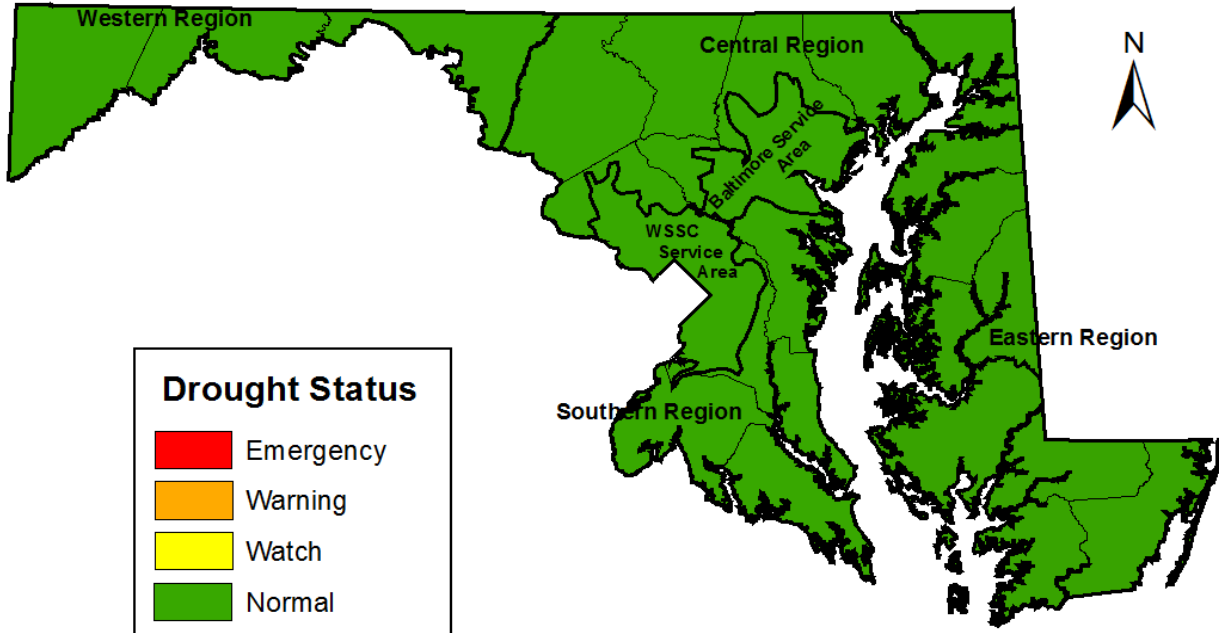 Western Region
Central Region
N
Baltimore Service
Area
WSSC
Service
Area
Eastern Region
Southern Region
Drought Status
Emergency
Warning
Watch
Normal